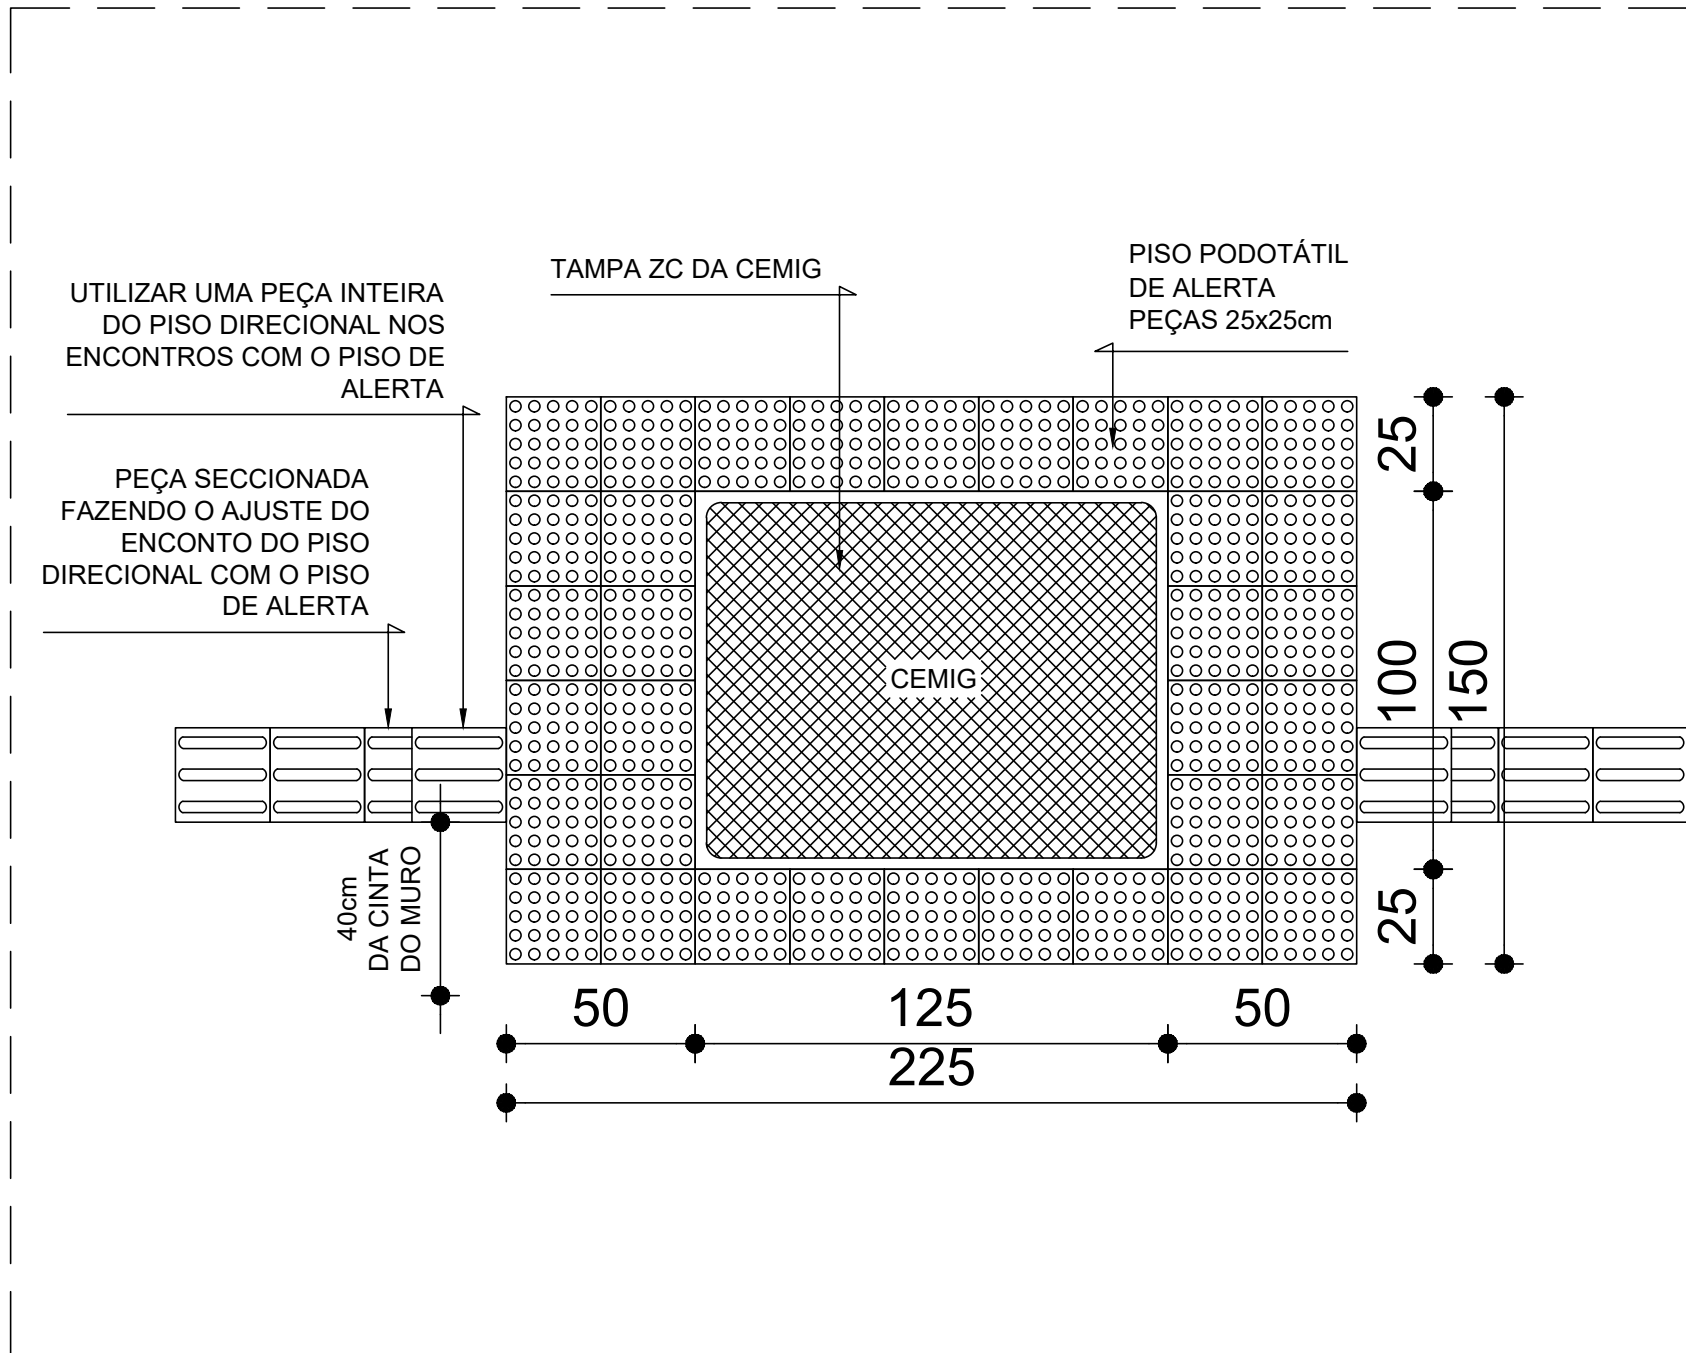 PISO PODOTÁTIL
DE ALERTA
PEÇAS 25x25cm
TAMPA ZC DA CEMIG
UTILIZAR UMA PEÇA INTEIRA
DO PISO DIRECIONAL NOS
ENCONTROS COM O PISO DE
ALERTA
PEÇA SECCIONADA
FAZENDO O AJUSTE DO
ENCONTO DO PISO
DIRECIONAL COM O PISO
DE ALERTA
CEMIG
25
100
150
25
40cm
DA CINTA
DO MURO
50
125
50
225